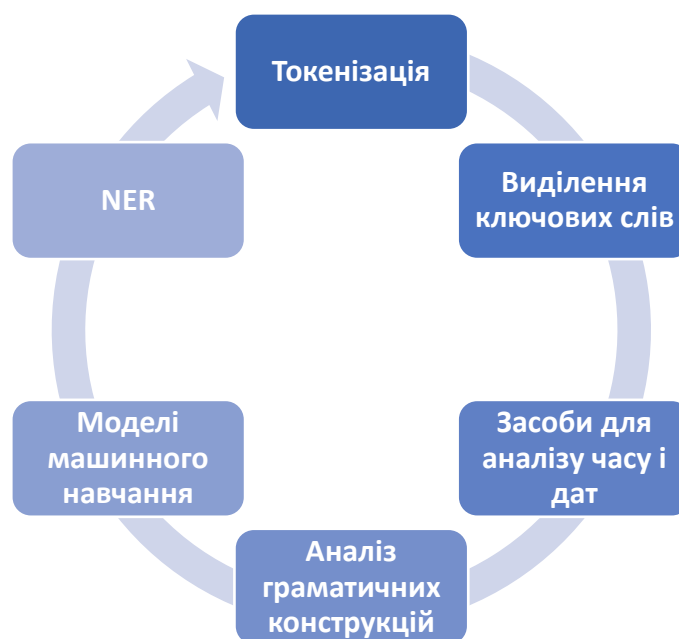 Токенізація
Виділення
ключових слів
Засоби для
аналізу часу і
дат
Аналіз
граматичних
конструкцій
Моделі
машинного
навчання
NER